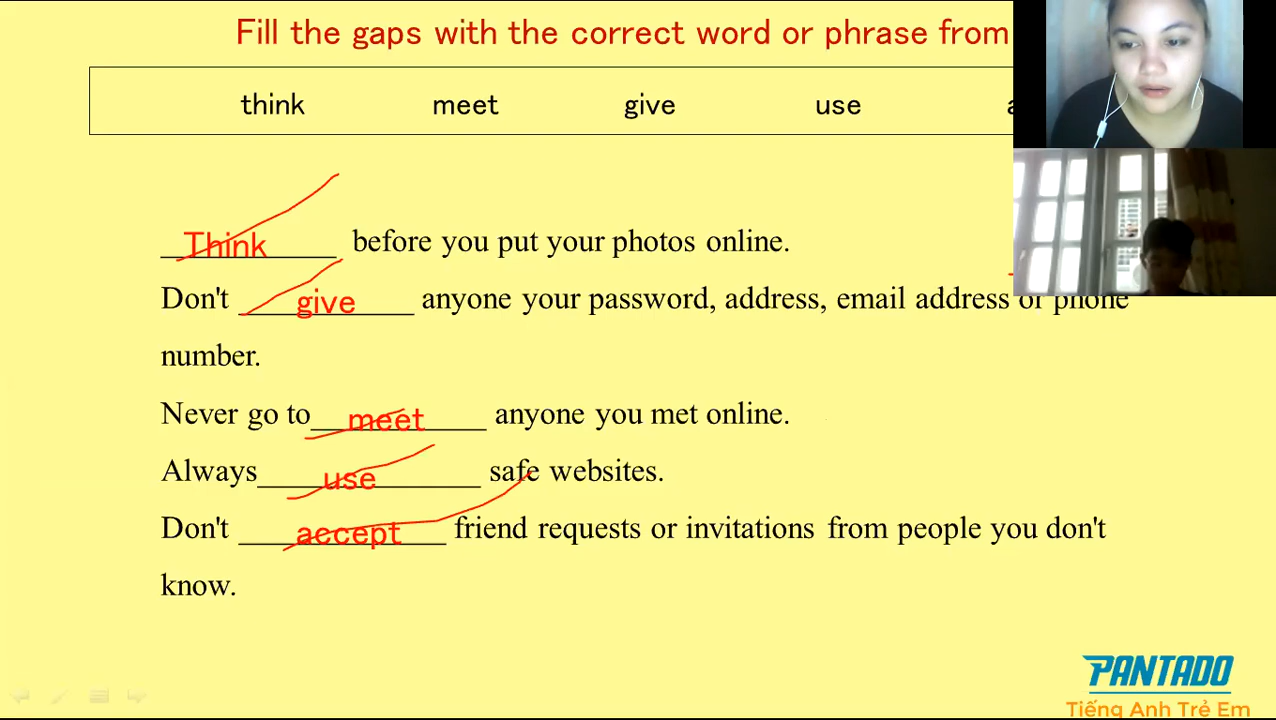 Fill the gaps with the correct word or phrase from
think meet give use
Think before you put your photos online.
Don't give anyone your password, address, email address or phone
number.
Never go to meet anyone you met online.
Always use safe websites.
Don't accept friend requests or invitations from people you don't
know.
PANTADO
Tiếng Anh Trẻ Em